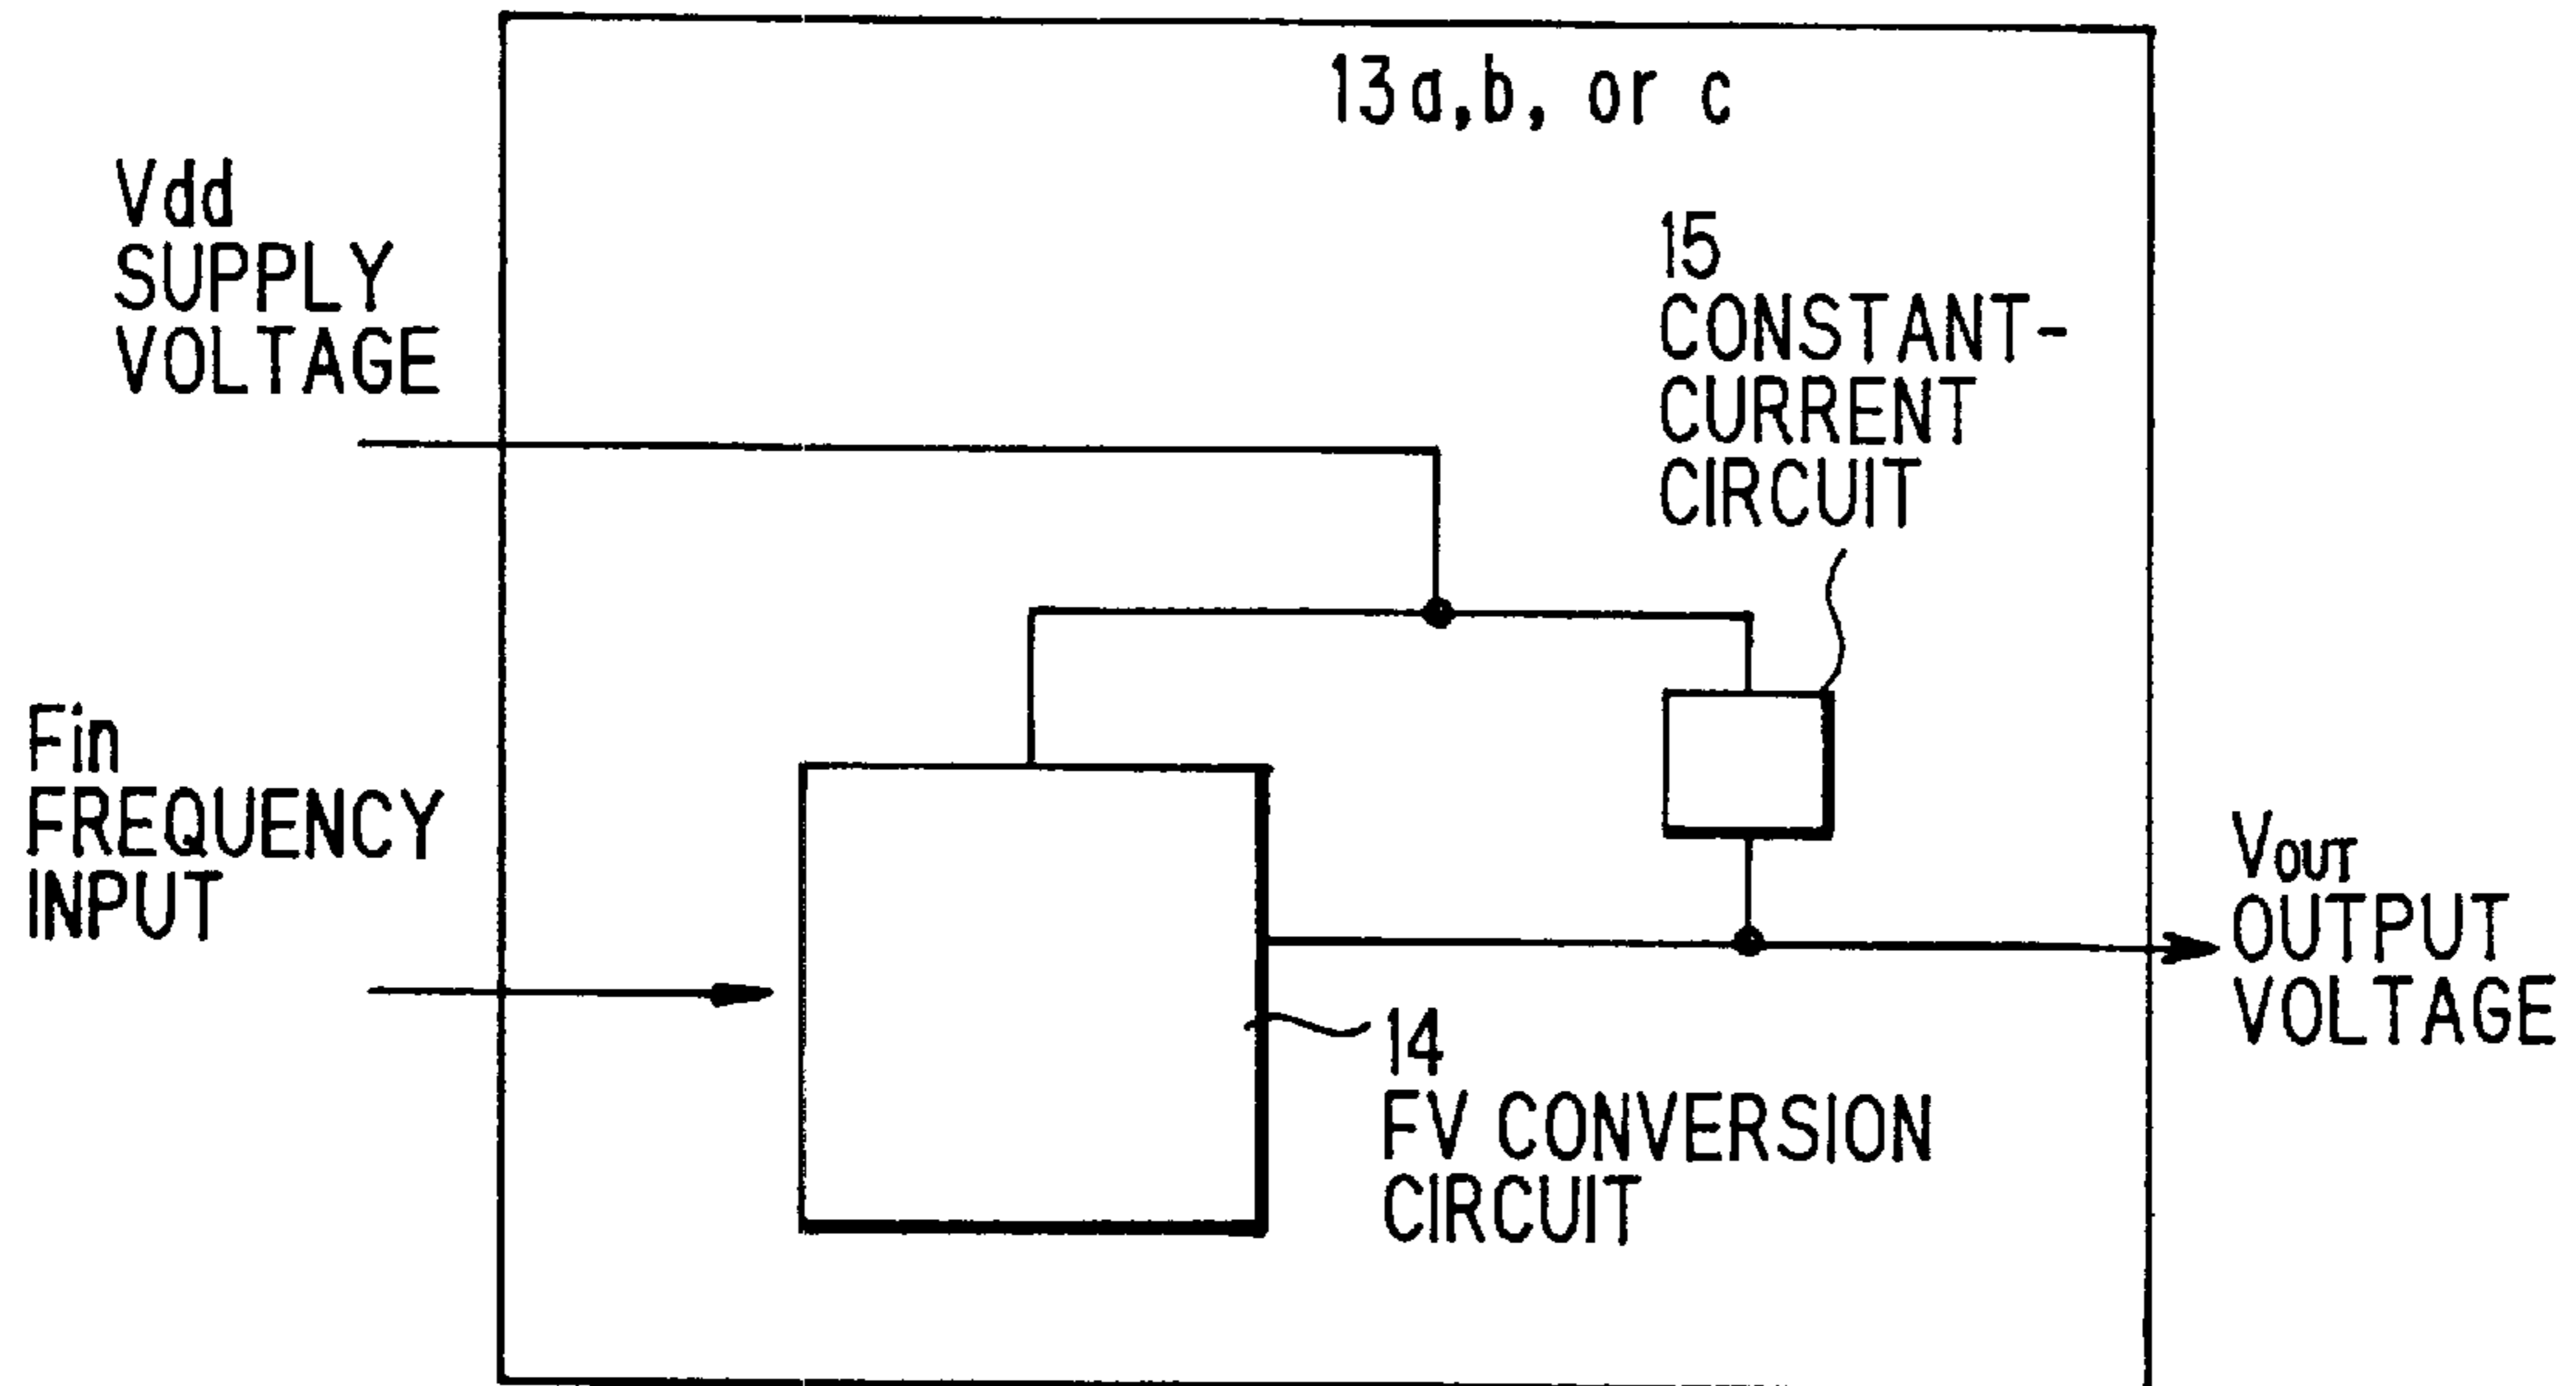 13a,b, or c
Vdd
SUPPLY
VOLTAGE
15
CONSTANT-
CURRENT
CIRCUIT
Fin
FREQUENCY
INPUT
VOUT
OUTPUT
VOLTAGE
14
FV CONVERSION
CIRCUIT